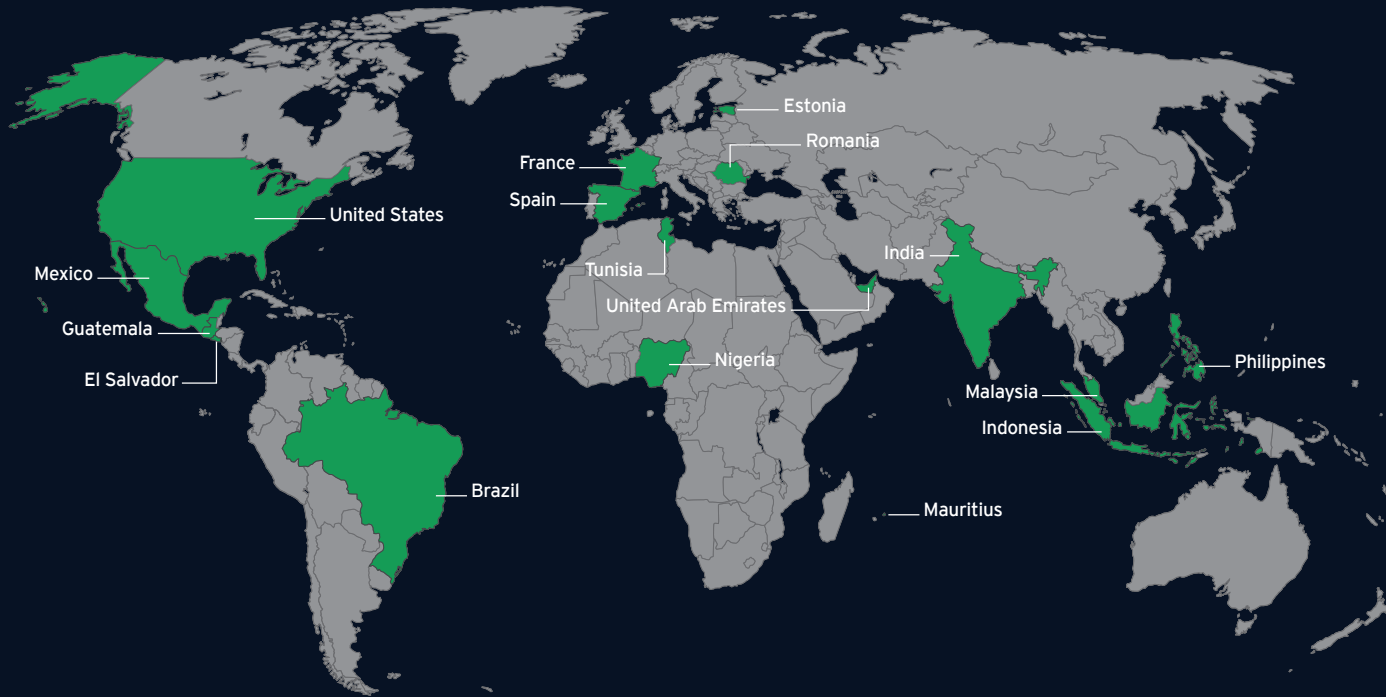 Estonia
Romania
France
Spain
United States
India
Mexico
Tunisia
United Arab Emirates
Guatemala
Nigeria
Philippines
El Salvador
Malaysia
Indonesia
Brazil
Mauritius